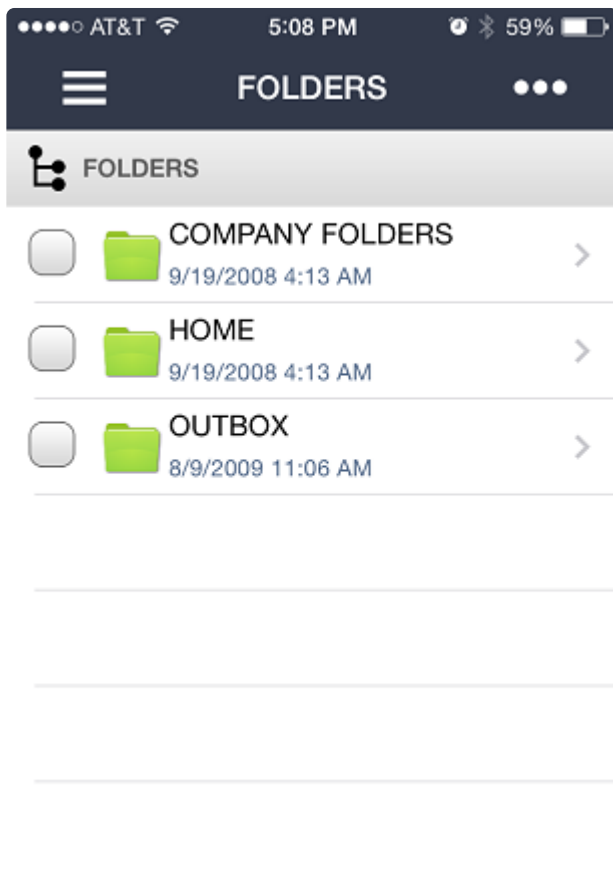 AT&T 5:08 PM 59%
FOLDERS
FOLDERS
COMPANY FOLDERS
9/19/2008 4:13 AM
HOME
9/19/2008 4:13 AM
OUTBOX
8/9/2009 11:06 AM